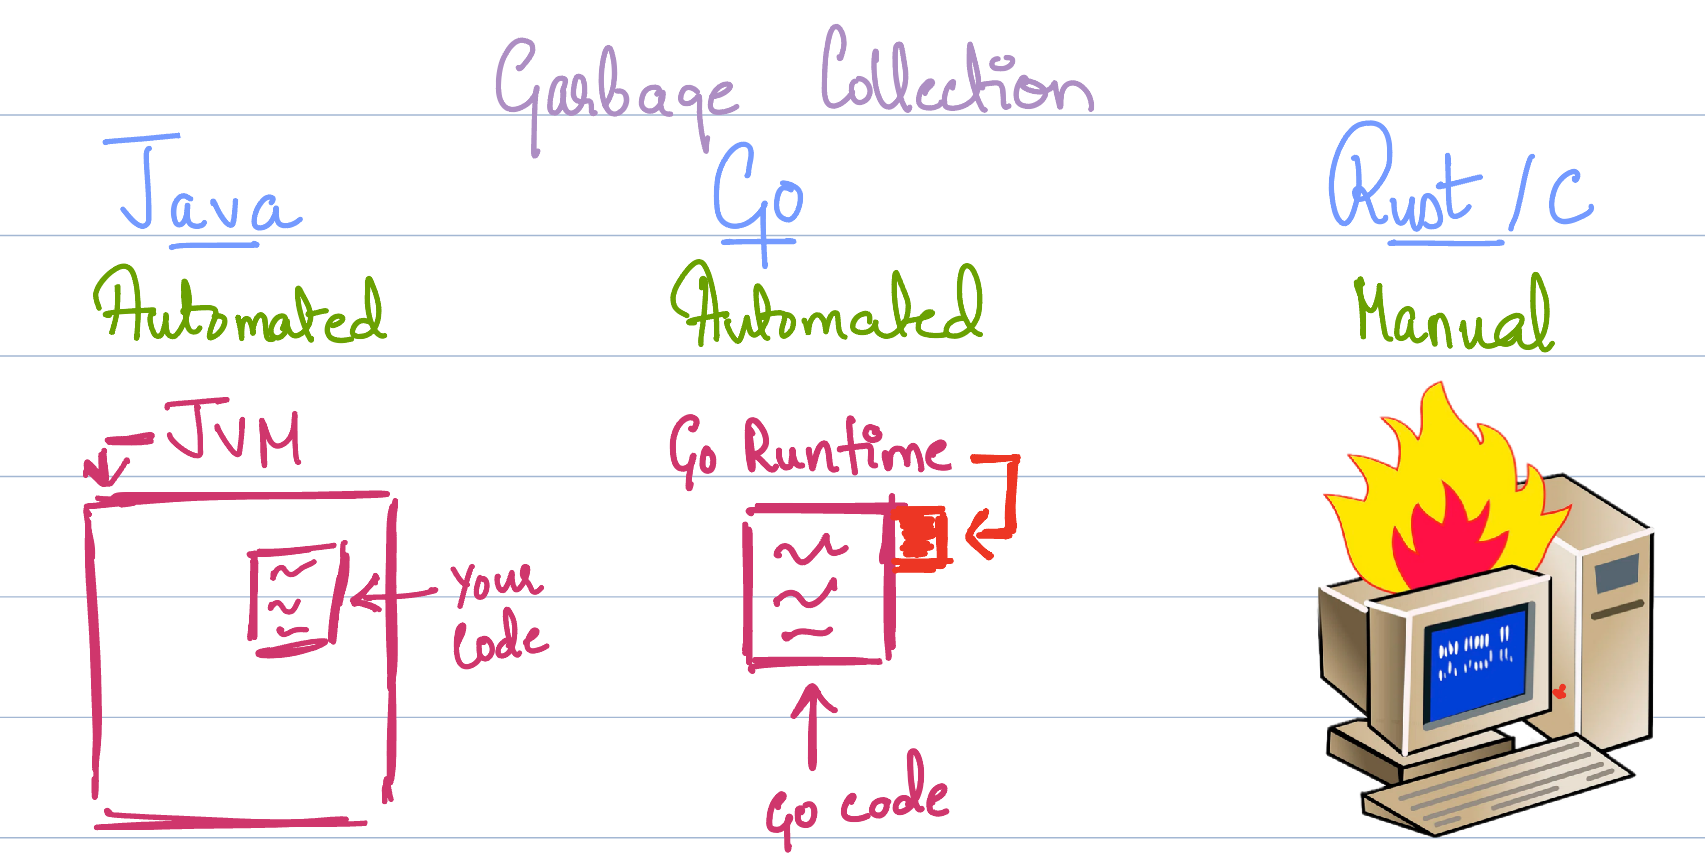 Garbage Collection
Java
Go
Rust / C
Automated
Automated
Manual
JVM
Your
Code
Go Runtime
Go code